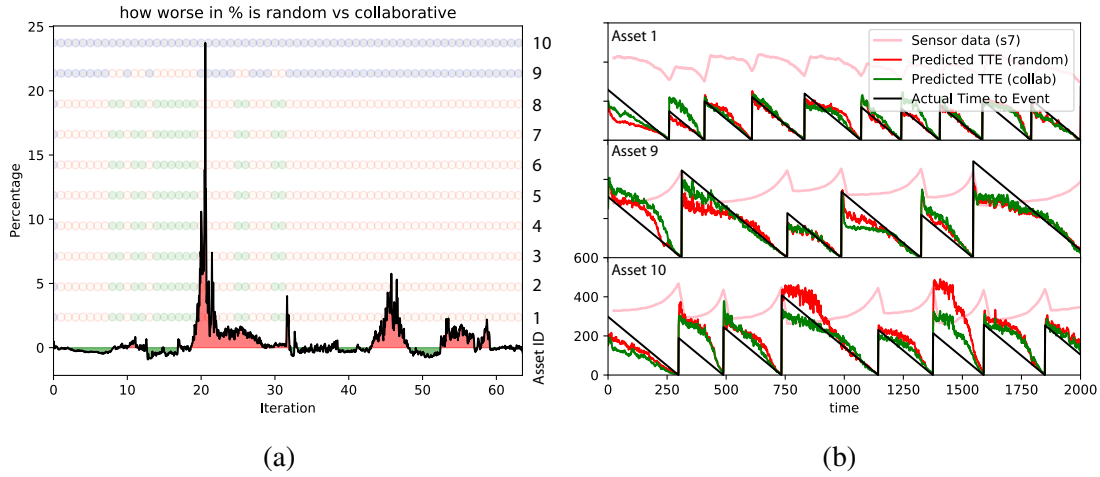 how worse in % is random vs collaborative
25
20
15
10
5
0
Percentage
10
9
8
7
6
5
4
3
2
1
Asset ID
0 10 20 30 40 50 60
Iteration
(a)
Asset 1
Sensor data (s7)
Predicted TTE (random)
Predicted TTE (collab)
Actual Time to Event
Asset 9
600
Asset 10
400
200
0
0 250 500 750 1000 1250 1500 1750 2000
time
(b)